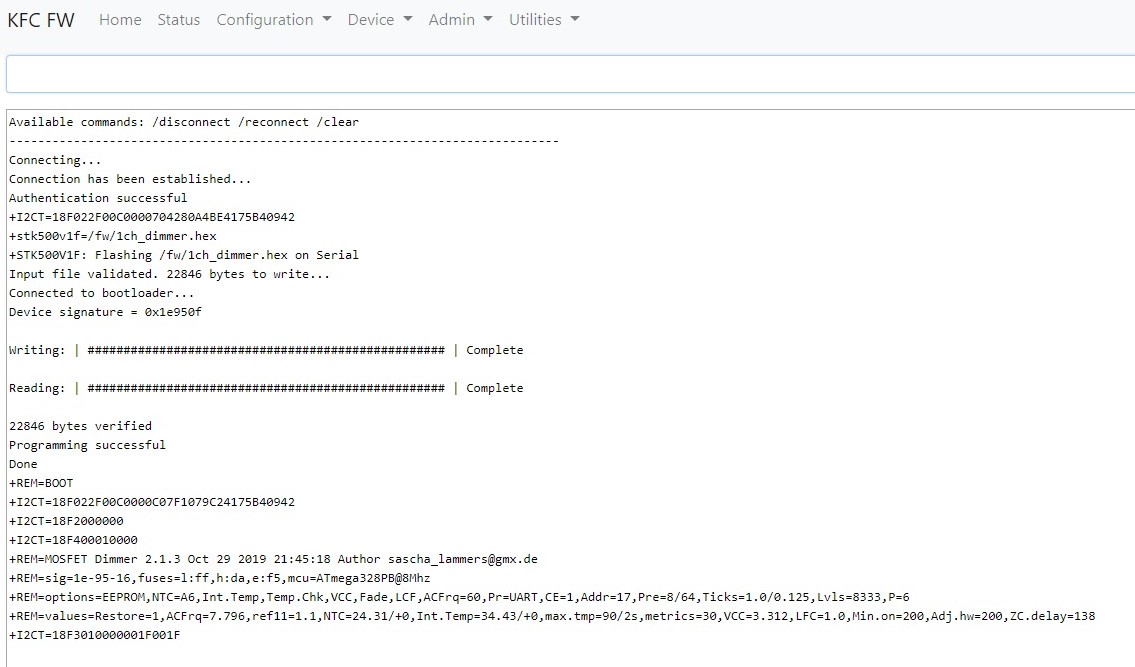 KFC FW Home Status Configuration Device Admin Utilities
Available commands: /disconnect /reconnect /clear
-----------------------------------------------------------------------------
Connecting...
Connection has been established...
Authentication successful
+I2CT=18F022F00C0000704280A4BE4175B40942
+stk500v1f=/fw/1ch_dimmer.hex
+STK500V1F: Flashing /fw/1ch_dimmer.hex on Serial
Input file validated. 22846 bytes to write...
Connected to bootloader...
Device signature = 0x1e950f
Writing: | ################################################## | Complete
Reading: | ################################################## | Complete
22846 bytes verified
Programming successful
Done
+REM=BOOT
+I2CT=18F022F00C0000C07F1079C24175B40942
+I2CT=18F2000000
+I2CT=18F400010000
+REM=MOSFET Dimmer 2.1.3 Oct 29 2019 21:45:18 Author sascha_lammers@gmx.de
+REM=sig=1e-95-16,fuses=l:ff,h:da,e:f5,mcu=ATmega328PB@8Mhz
+REM=options=EEPROM,NTC=A6,Int.Temp,Temp.Chk,VCC,Fade,LCF,ACFrq=60,Pr=UART,CE=1,Addr=17,Pre=8/64,Ticks=1.0/0.125,Lvls=8333,P=6
+REM=values=Restore=1,ACFrq=7.796,ref11=1.1,NTC=24.31/+0,Int.Temp=34.43/+0,max.tmp=90/2s,metrics=30,VCC=3.312,LFC=1.0,Min.on=200,Adj.hw=200,ZC.delay=138
+I2CT=18F3010000001F001F